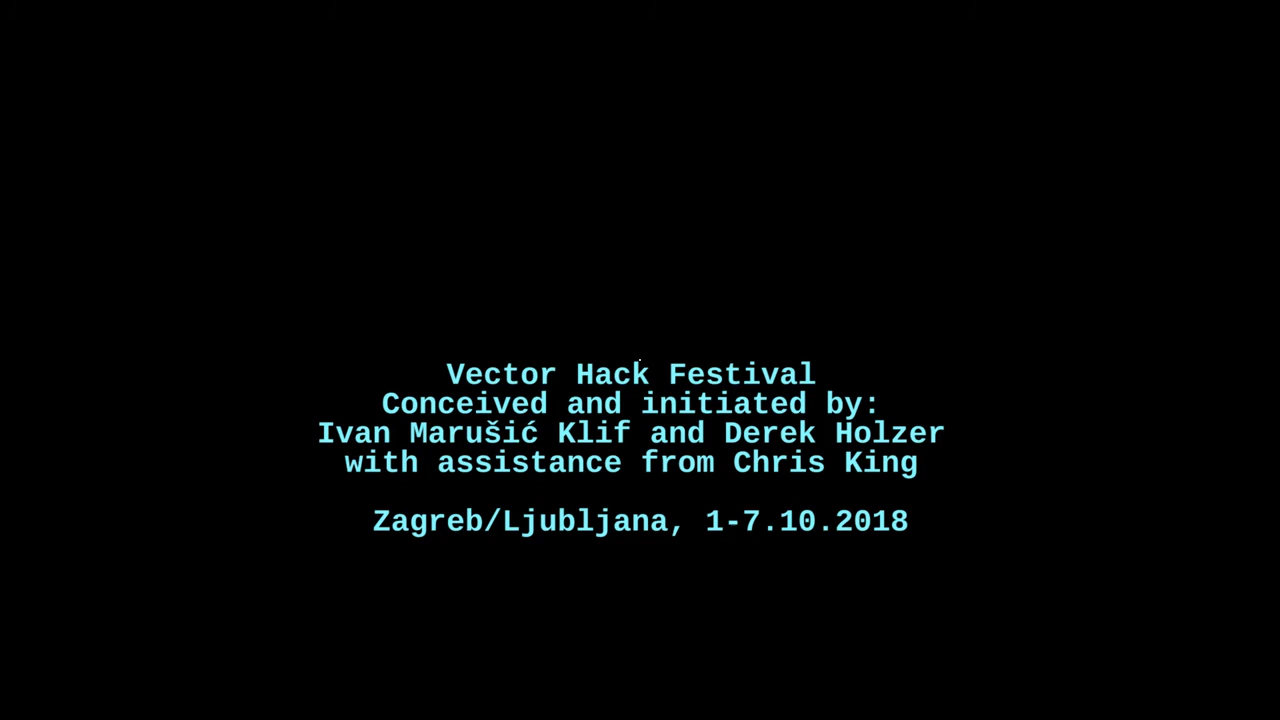 Vector Hack Festival
Conceived and initiated by:
Ivan Marušić Klif and Derek Holzer
with assistance from Chris King
Zagreb/Ljubljana, 1-7.10.2018